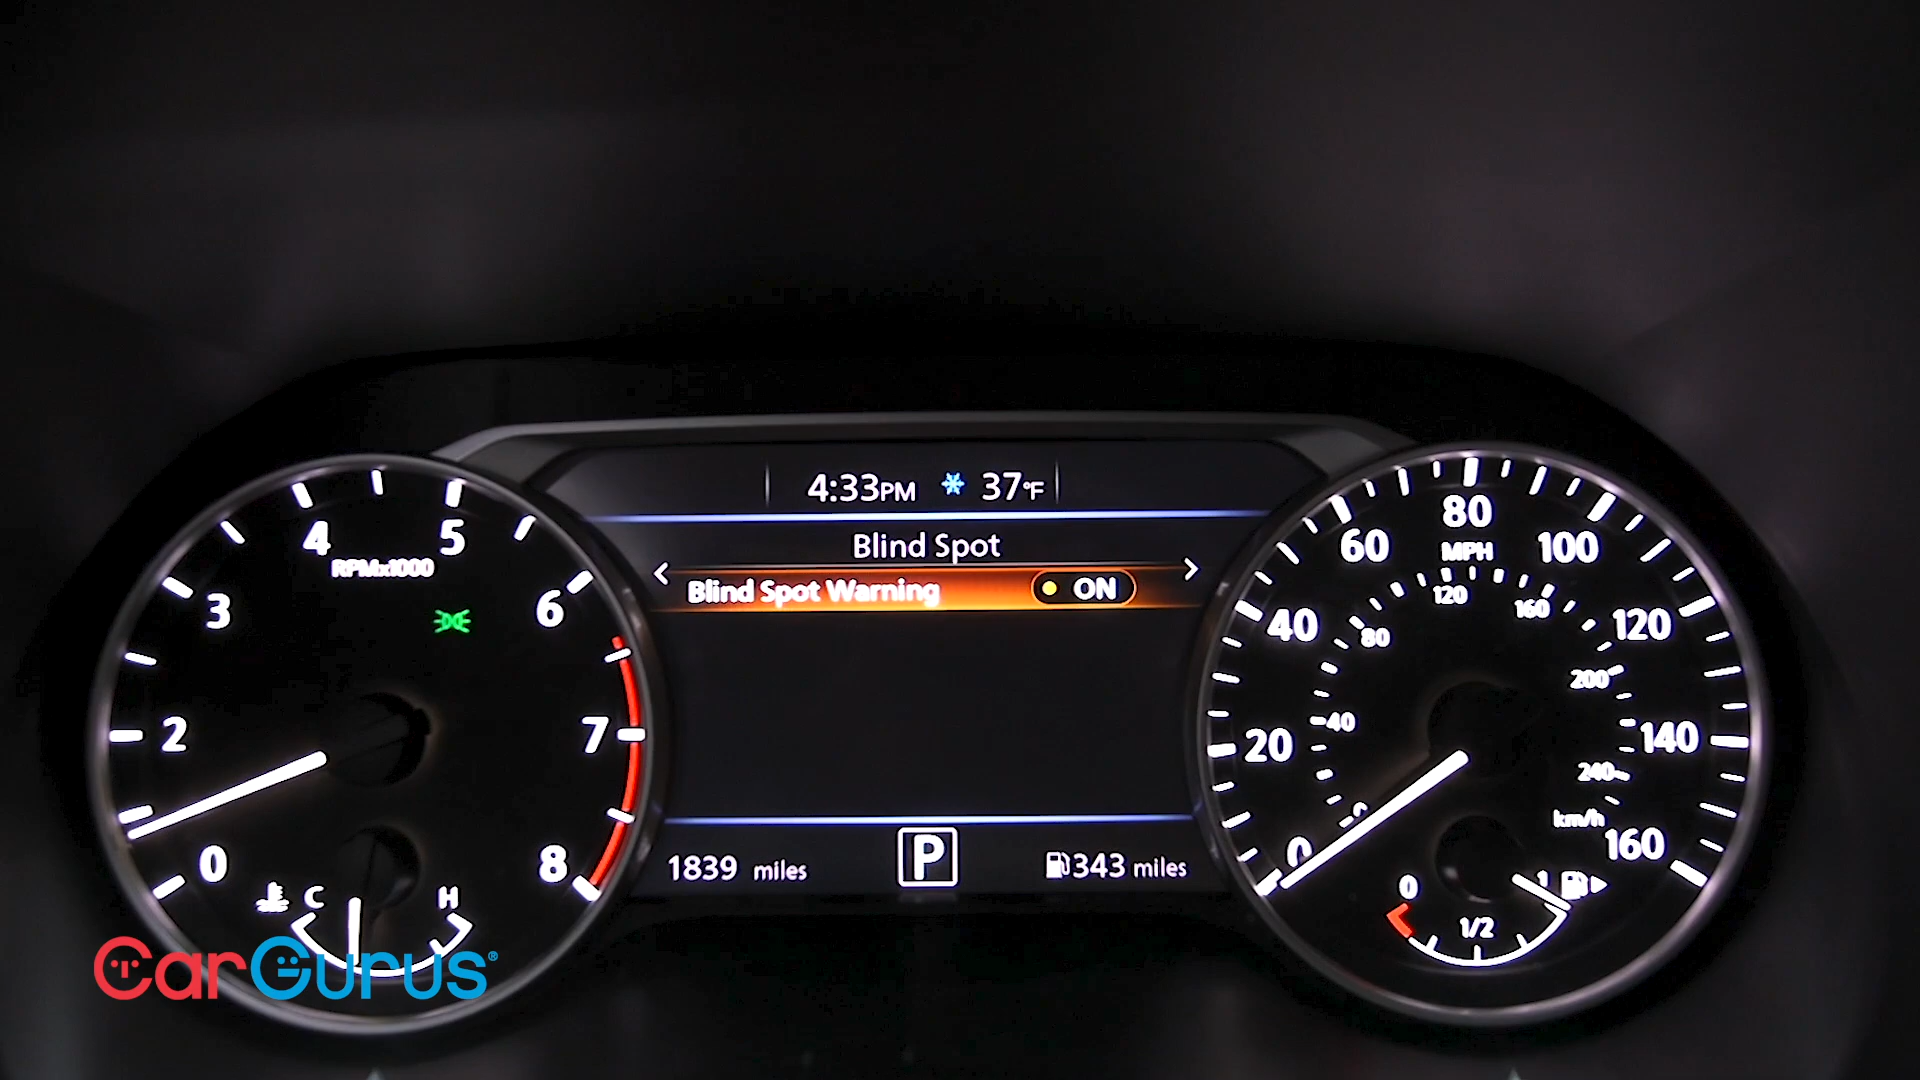 4:33PM 37°F
Blind Spot
< Blind Spot Warning ON >
1839 miles P 343 miles
4 5
RPMx1000
3 6
2 7
0 8
C H
80
60 MPH 100
120 160
40 80 120
200
40
20 140
240
0 0 km/h 160
0 1
1/2
CarGurus®